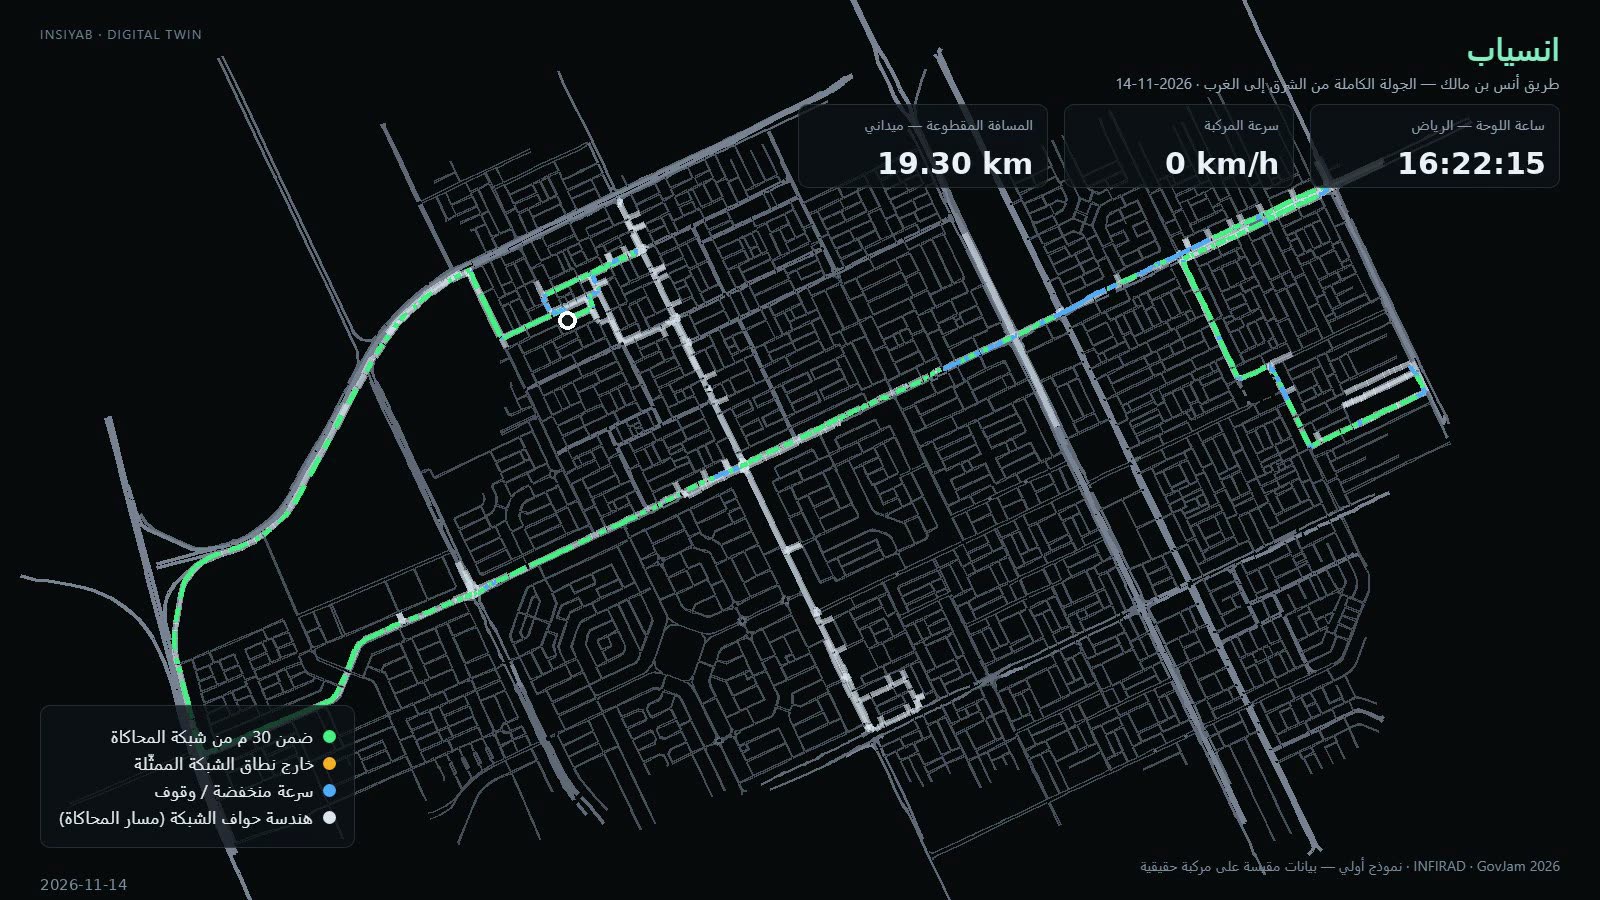 INSIYAB · DIGITAL TWIN
انسياب
طريق أنس بن مالك — الجولة الكاملة من الشرق إلى الغرب · 2026-11-14
ساعة اللوحة — الرياض
16:22:15
سرعة المركبة
0 km/h
المسافة المقطوعة — ميداني
19.30 km
ضمن 30 م من شبكة المحاكاة
خارج نطاق الشبكة الممثّلة
سرعة منخفضة / وقوف
هندسة حواف الشبكة (مسار المحاكاة)
نموذج أولي — بيانات مقيسة على مركبة حقيقية · INFIRAD · GovJam 2026
2026-11-14